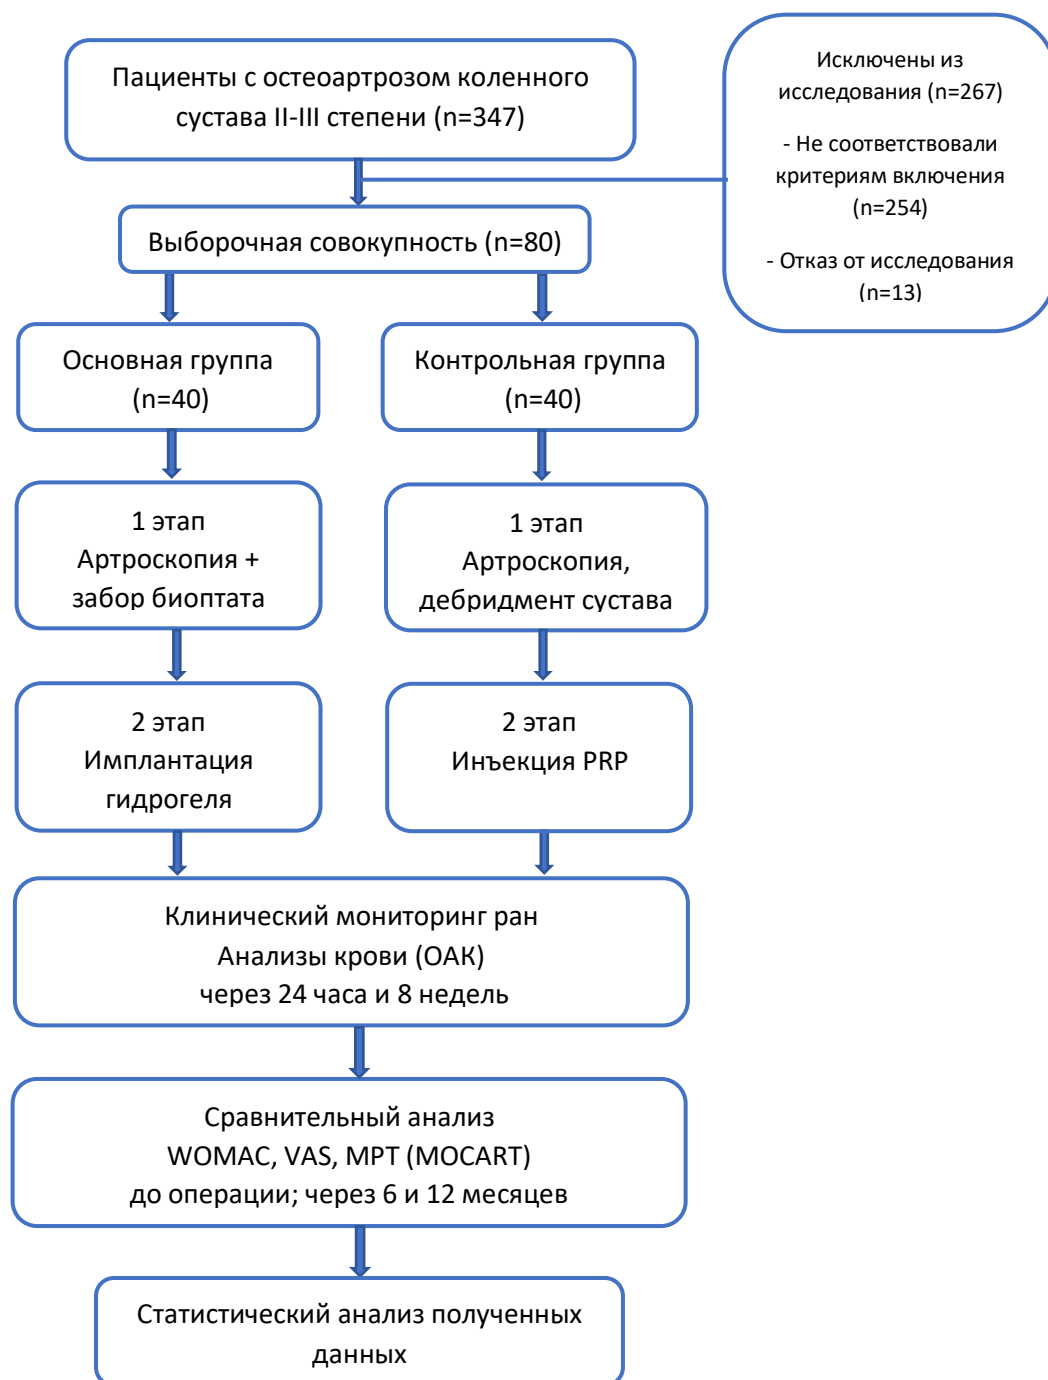 Пациенты с остеоартрозом коленного
сустава II-III степени (n=347)
Исключены из
исследования (n=267)
- Не соответствовали
критериям включения
(n=254)
- Отказ от исследования
(n=13)
Выборочная совокупность (n=80)
Основная группа
(n=40)
Контрольная группа
(n=40)
1 этап
Артроскопия +
забор биоптата
1 этап
Артроскопия,
дебридмент сустава
2 этап
Имплантация
гидрогеля
2 этап
Инъекция PRP
Клинический мониторинг ран
Анализы крови (ОАК)
через 24 часа и 8 недель
Сравнительный анализ
WOMAC, VAS, МРТ (MOCART)
до операции; через 6 и 12 месяцев
Статистический анализ полученных
данных